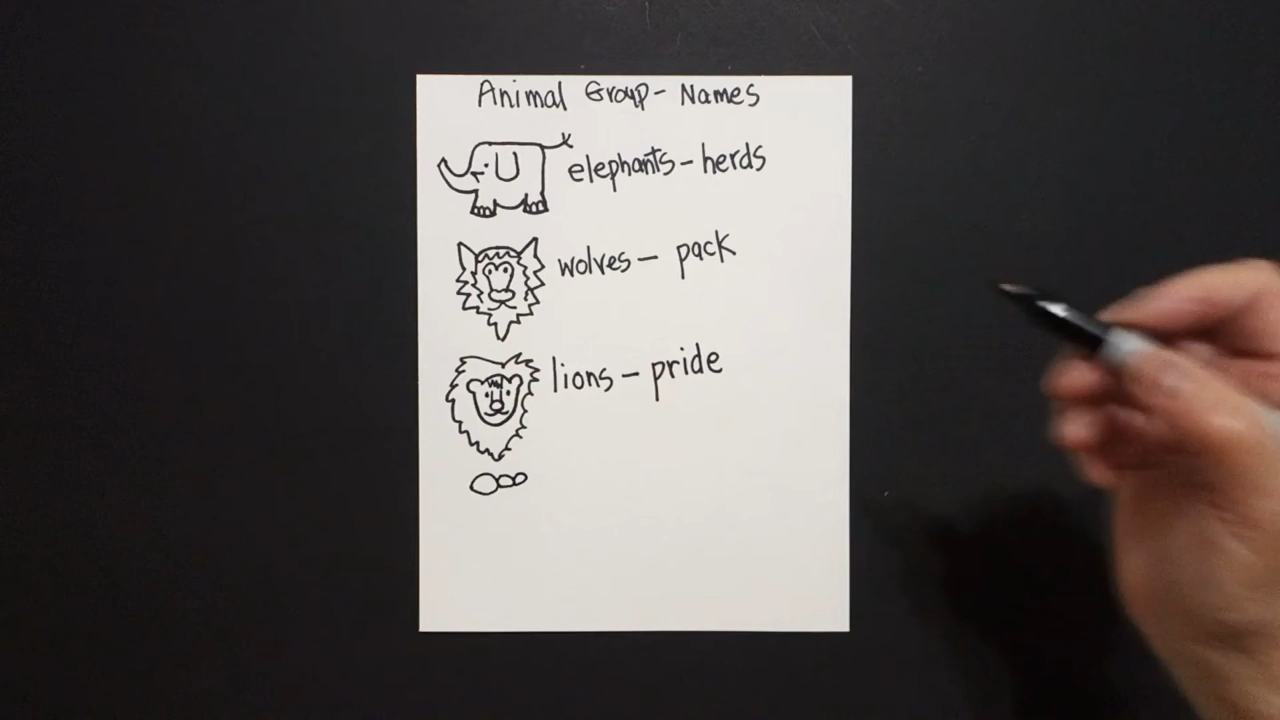 Animal Group-Names
elephants-herds
wolves- pack
lions-pride